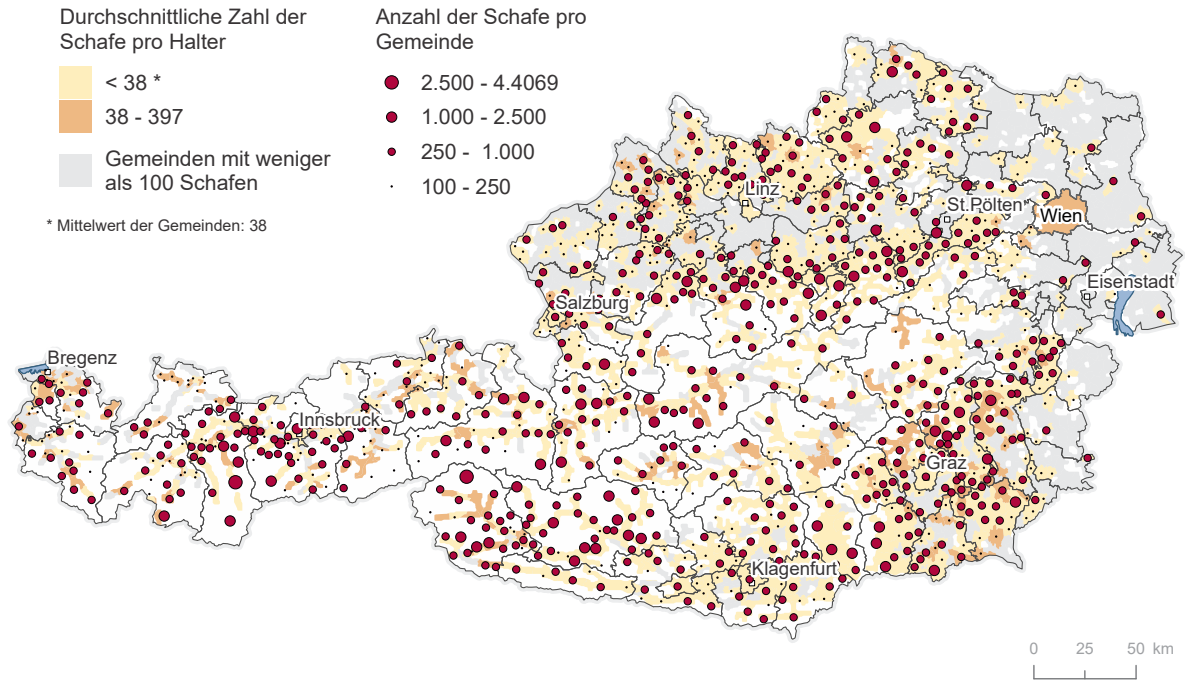 Durchschnittliche Zahl der
Schafe pro Halter
< 38 *
38 - 397
Gemeinden mit weniger
als 100 Schafen
* Mittelwert der Gemeinden: 38
Anzahl der Schafe pro
Gemeinde
2.500 - 4.4069
1.000 - 2.500
250 - 1.000
100 - 250
Linz
St.Pölten
Wien
Eisenstadt
Salzburg
Bregenz
Innsbruck
Graz
Klagenfurt
0 25 50 km